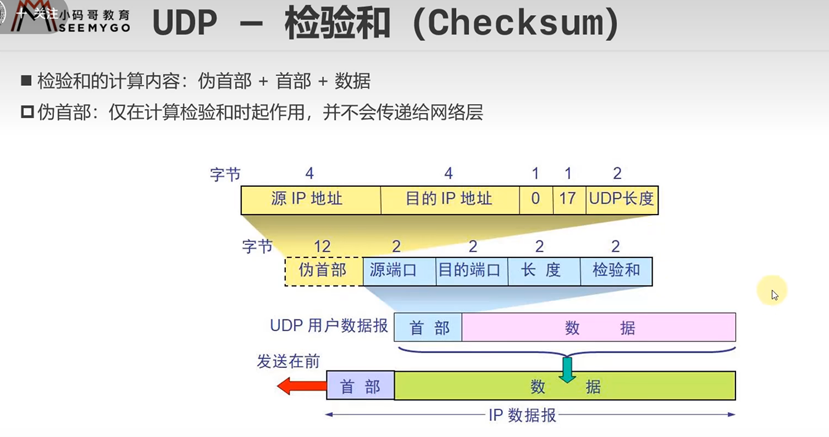 + 关注
小码哥教育
SEEMYGO
UDP – 检验和 (Checksum)
■ 检验和的计算内容：伪首部 + 首部 + 数据
伪首部：仅在计算检验和时起作用，并不会传递给网络层
字节 4 4 1 1 2
源 IP 地址 目的 IP 地址 0 17 UDP长度
字节 12 2 2 2 2
伪首部 源端口 目的端口 长 度 检验和
UDP 用户数据报 首 部 数 据
发送在前
首 部 数 据
IP 数据报